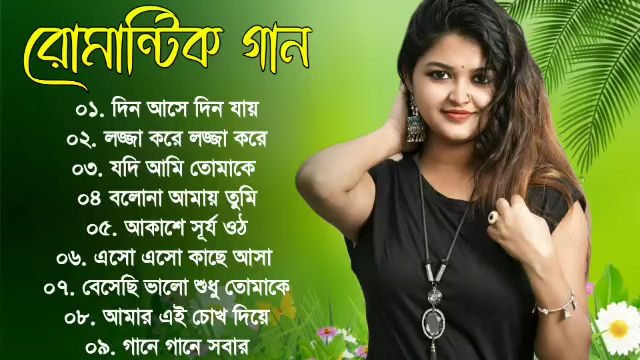 রোমান্টিক গান
০১. দিন আসে দিন যায়
০২. লজ্জা করে লজ্জা করে
০৩. যদি আমি তোমাকে
০৪ বলোনা আমায় তুমি
০৫. আকাশে সূর্য ওঠ
০৬. এসো এসো কাছে আসা
০৭. বেসেছি ভালো শুধু তোমাকে
০৮. আমার এই চোখ দিয়ে
০৯. গানে গানে সবার